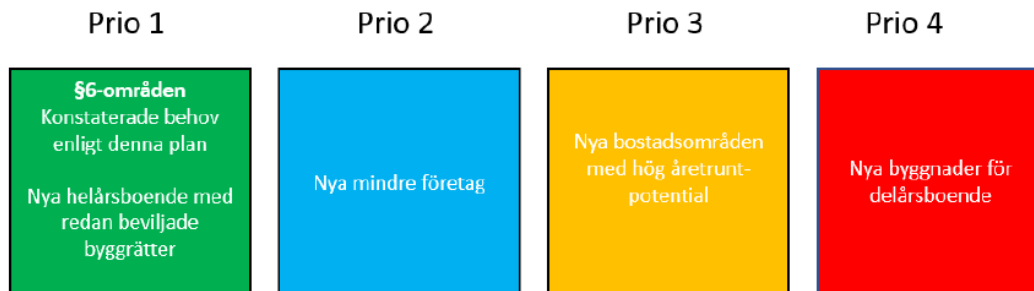 Prio 1
Prio 2
Prio 3
Prio 4
§6-områden
Konstaterade behov
enligt denna plan
Nya helårsboende med
redan beviljade
byggrätter
Nya mindre företag
Nya bostadsområden
med hög åretrunt-
potential
Nya byggnader för
delårsboende